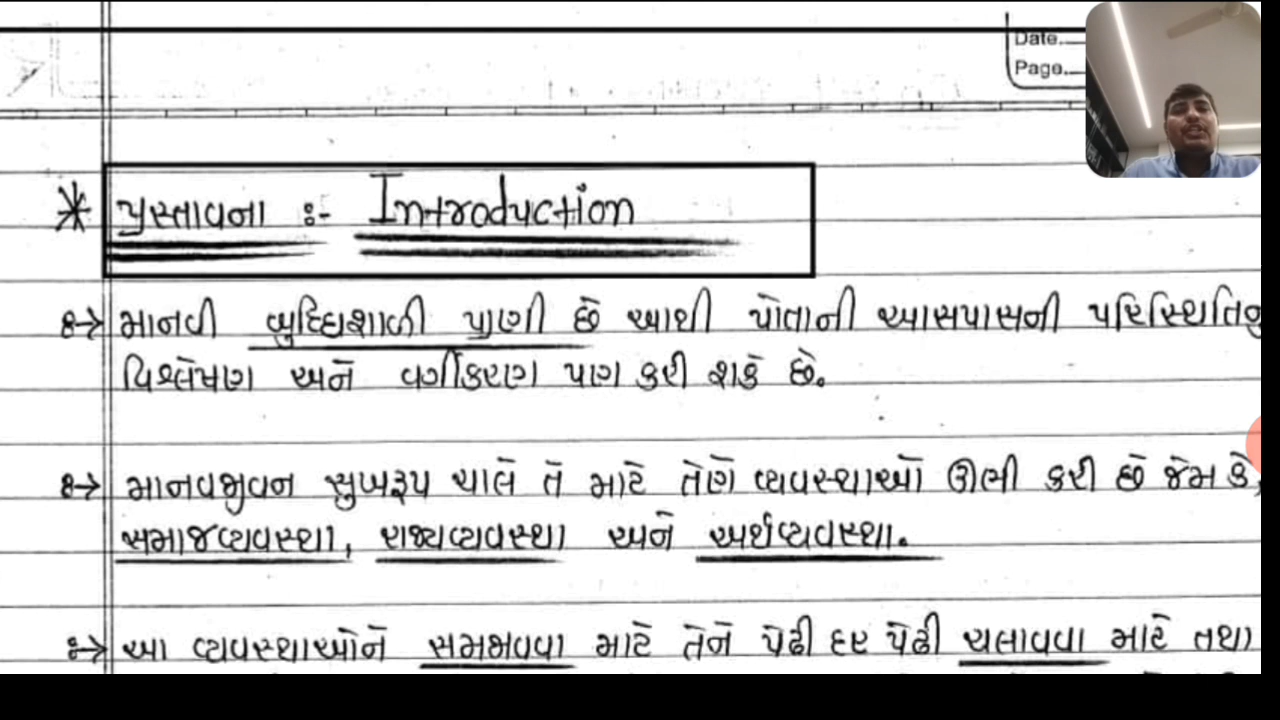 Date.
Page.
* પ્રસ્તાવના :- Introduction
માનવી બુદ્ધિશાળી પ્રાણી છે આથી પોતાની આસપાસની પરિસ્થિતિનુ
વિશ્લેષણ અને વર્ગીકરણ પણ કરી શકે છે.
માનવજીવન સુખરૂપ ચાલે તે માટે તેણે વ્યવસ્થાઓ ઊભી કરી છે જેમ કે,
સમાજવ્યવસ્થા, રાજ્યવ્યવસ્થા અને અર્થવ્યવસ્થા.
આ વ્યવસ્થાઓને સમજાવવા માટે તેને પેઢી દર પેઢી ચલાવવા માટે તથા